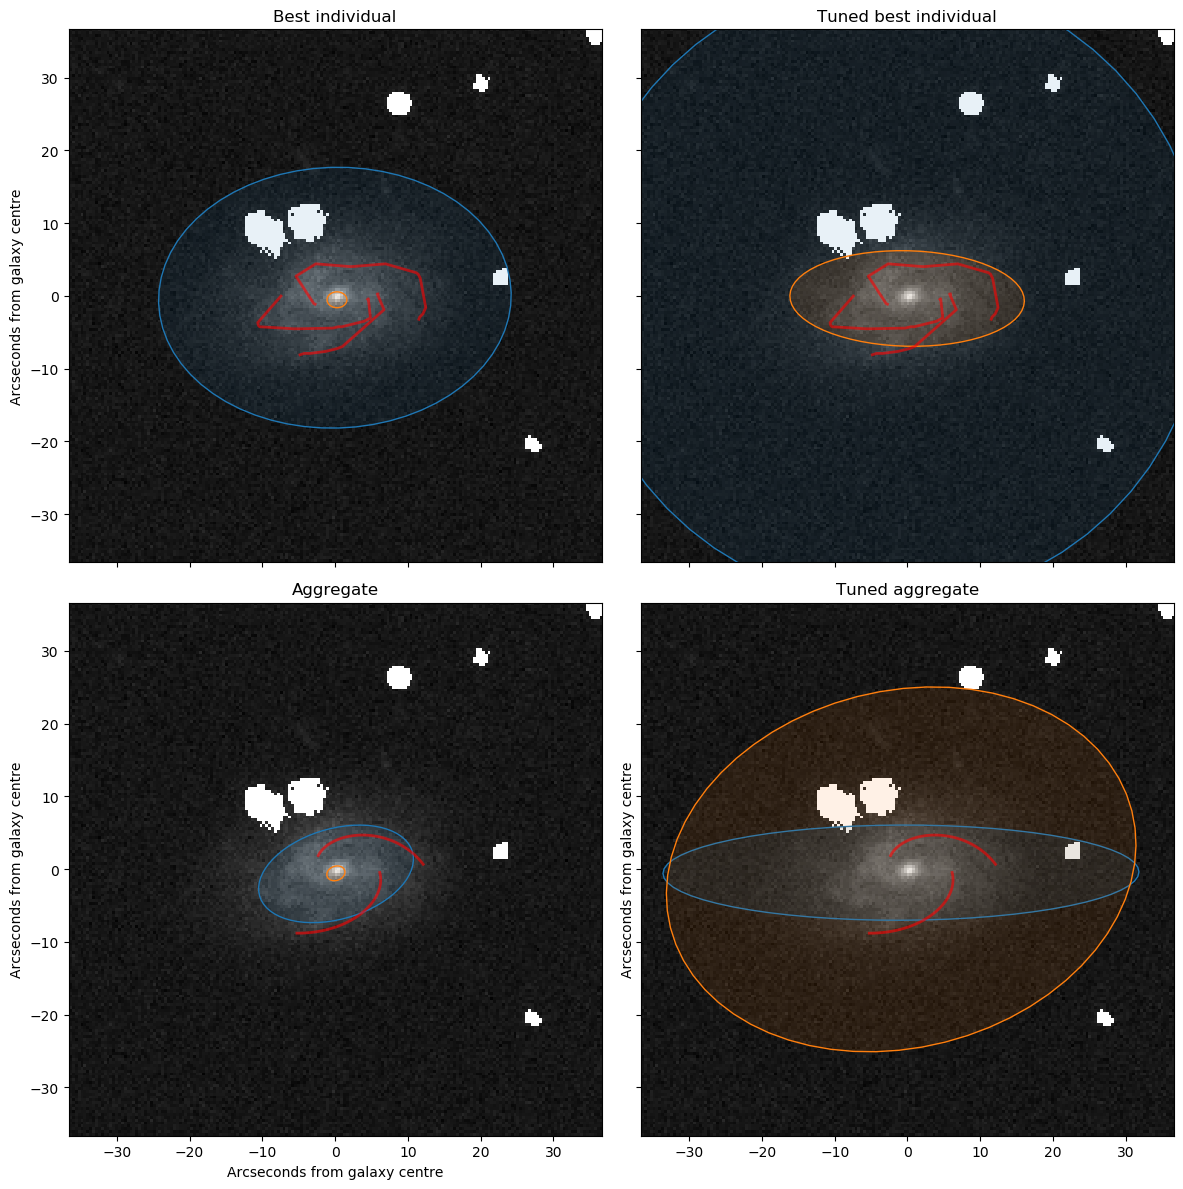 Best individual
Tuned best individual
Arcseconds from galaxy centre
30
20
10
0
−10
−20
−30
Aggregate
Tuned aggregate
Arcseconds from galaxy centre
30
20
10
0
−10
−20
−30
Arcseconds from galaxy centre
−30 −20 −10 0 10 20 30
−30 −20 −10 0 10 20 30
Arcseconds from galaxy centre